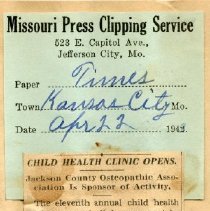 Missouri Press Clipping Service
523 E. Capitol Ave.,
Jefferson City, Mo.
Paper Times
Town Kansas City Mo.
Date Apr 22 194
CHILD HEALTH CLINIC OPENS.
Jackson County Osteopathic Asso-
ciation Is Sponsor of Activity.
The eleventh annual child health